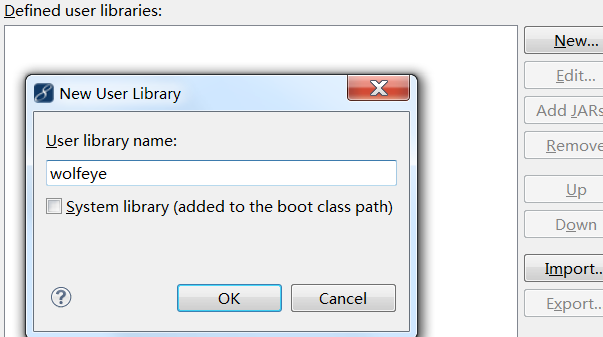 Defined user libraries:
New...
New User Library
Edit...
User library name:
Add JARs
wolfeye
Remove
System library (added to the boot class path)
Up
Down
OK
Cancel
Import..
Export..